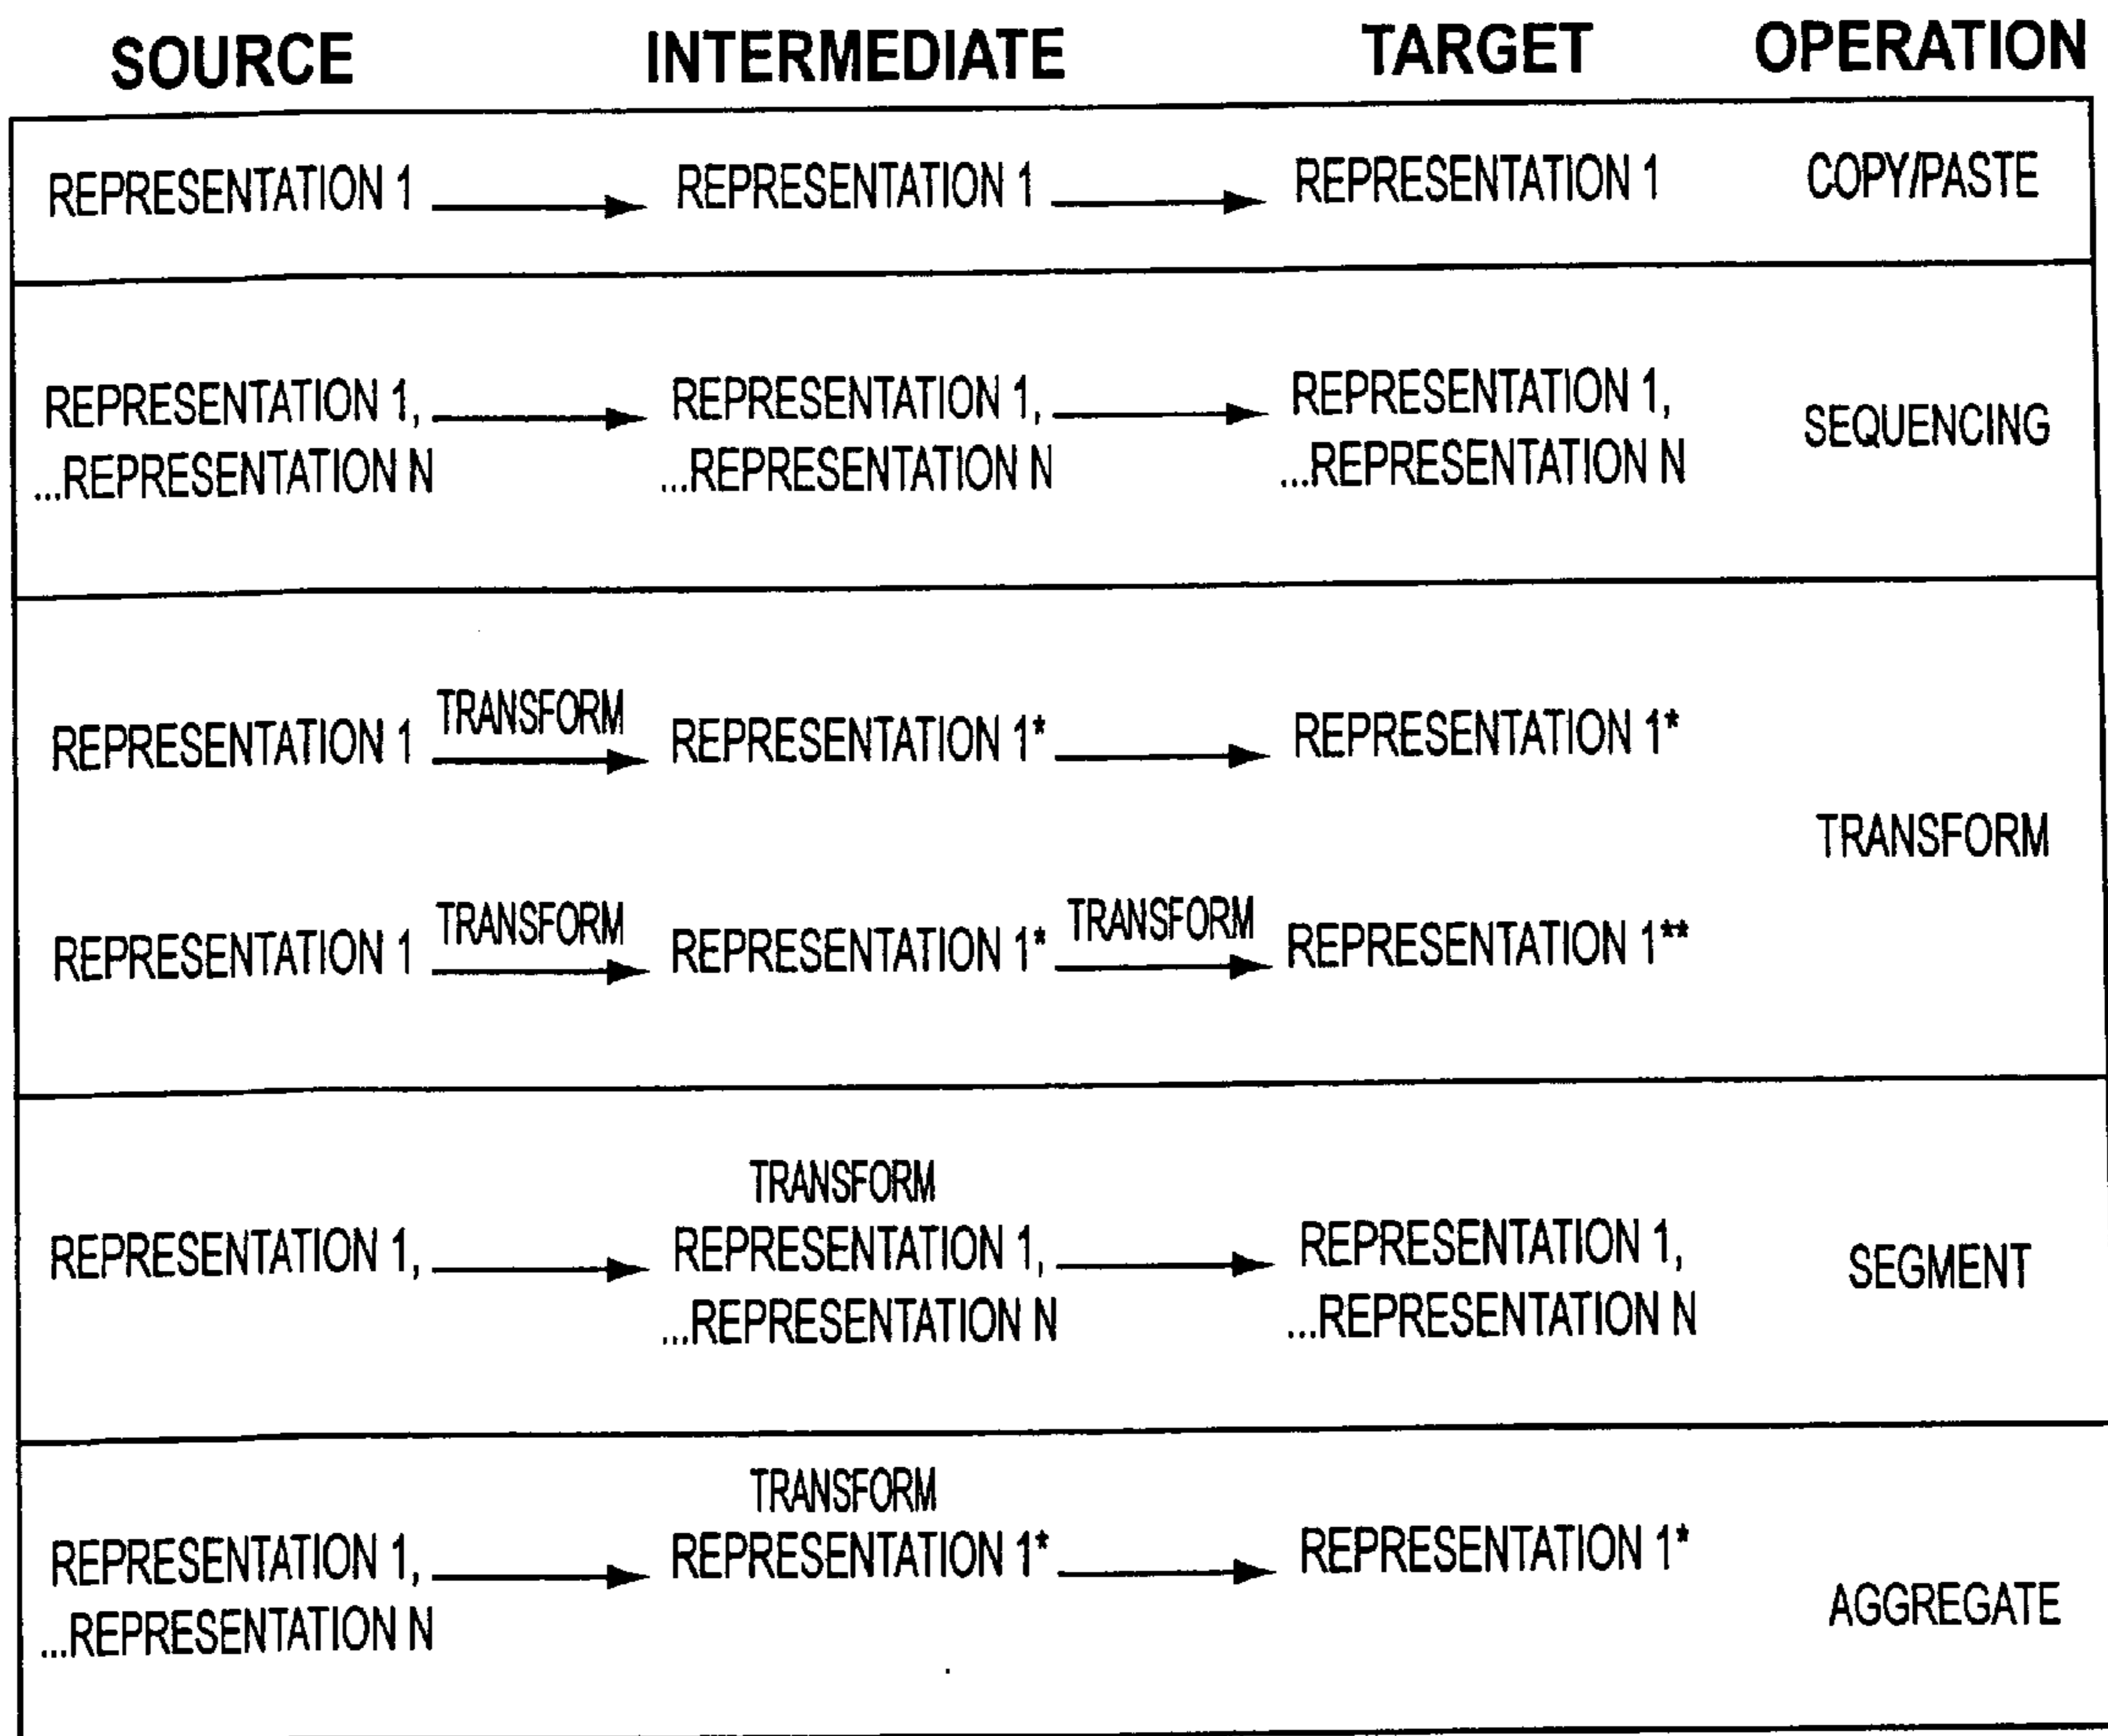 SOURCE INTERMEDIATE TARGET OPERATION
REPRESENTATION 1 REPRESENTATION 1 REPRESENTATION 1 COPY/PASTE
REPRESENTATION 1, REPRESENTATION 1, REPRESENTATION 1,
...REPRESENTATION N ...REPRESENTATION N ...REPRESENTATION N
SEQUENCING
REPRESENTATION 1 TRANSFORM REPRESENTATION 1* REPRESENTATION 1*
TRANSFORM
REPRESENTATION 1 TRANSFORM REPRESENTATION 1* TRANSFORM REPRESENTATION 1**
TRANSFORM
REPRESENTATION 1, REPRESENTATION 1, REPRESENTATION 1, SEGMENT
...REPRESENTATION N ...REPRESENTATION N
TRANSFORM
REPRESENTATION 1, REPRESENTATION 1* REPRESENTATION 1*
...REPRESENTATION N AGGREGATE